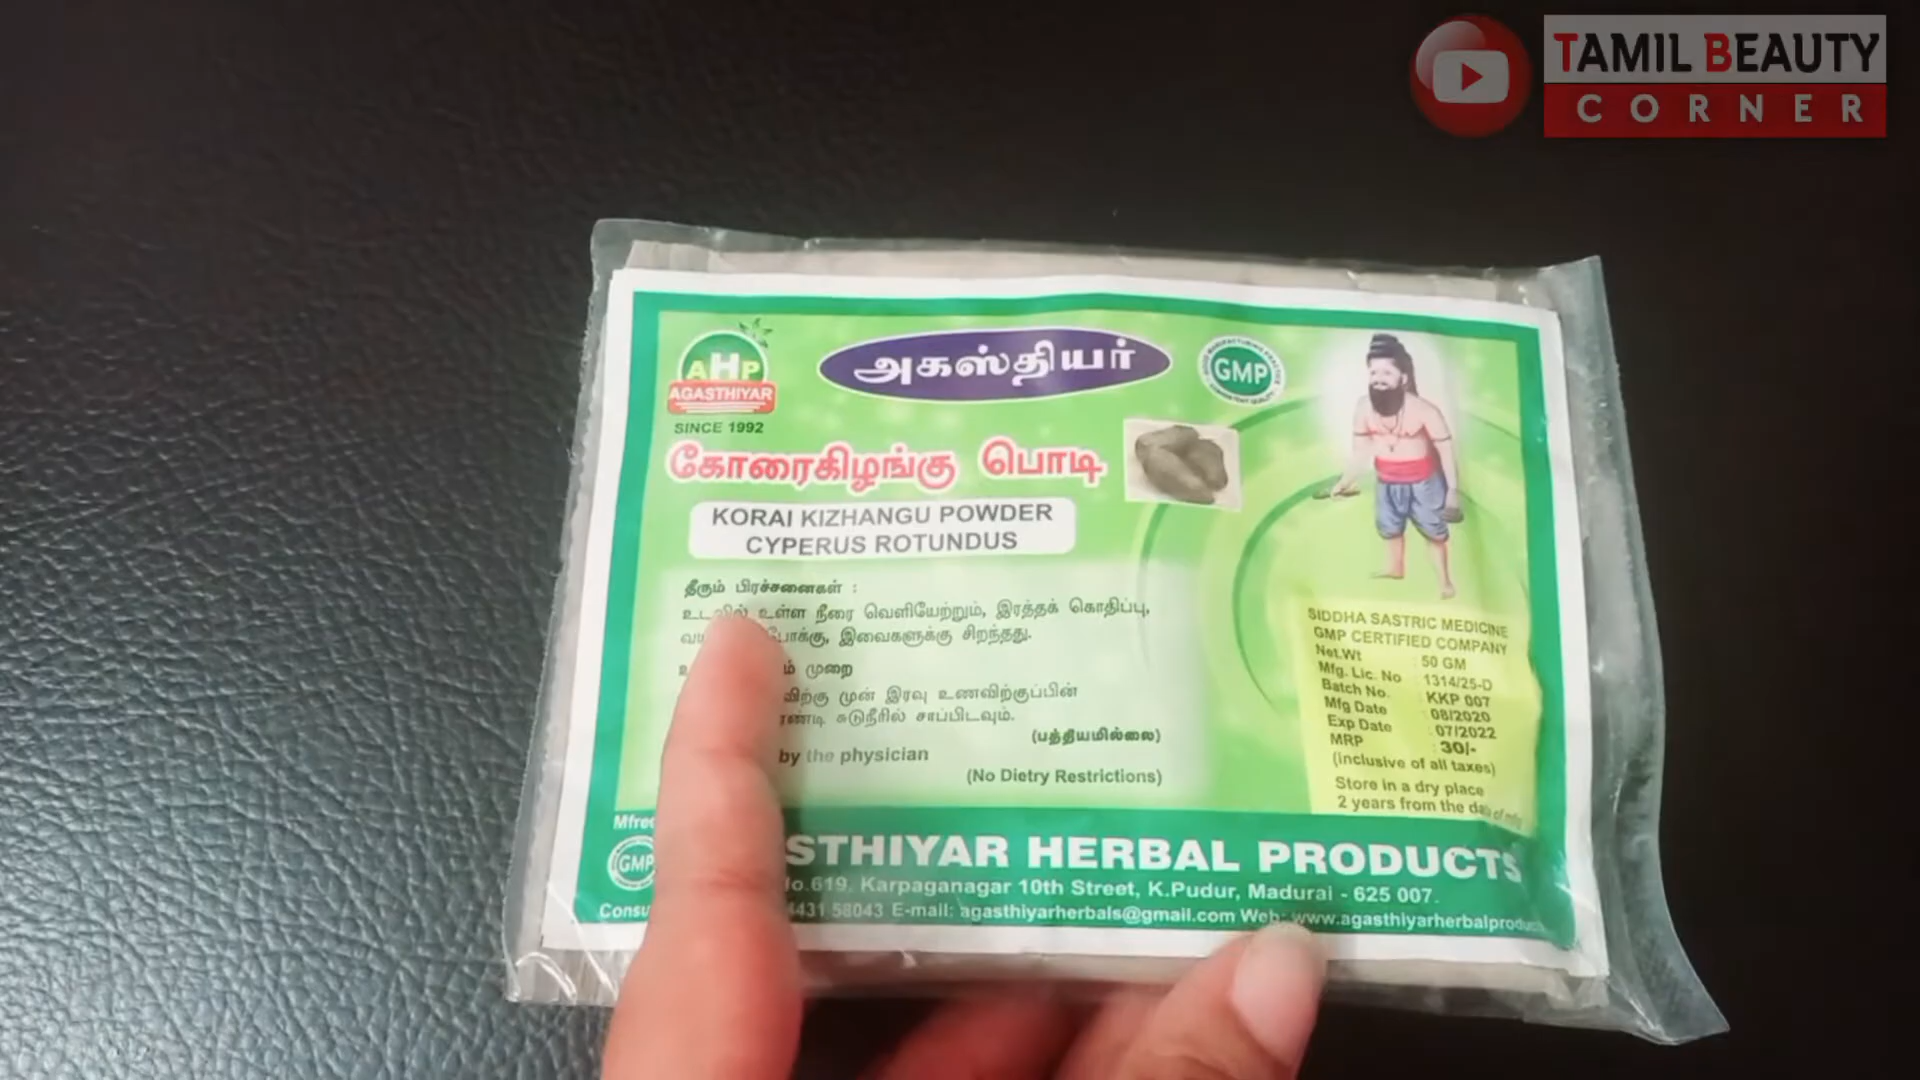 TAMIL BEAUTY
CORNER
AHP
AGASTHIYAR
SINCE 1992
அகஸ்தியர்
GMP
கோரைகிழங்கு பொடி
KORAI KIZHANGU POWDER
CYPERUS ROTUNDUS
தீரும் பிரச்சனைகள் :
உடலில் உள்ள நீரை வெளியேற்றும், இரத்தக் கொதிப்பு,
இவைகளுக்கு சிறந்தது.
முறை
முன் இரவு உணவிற்குப்பின்
சுடுநீரில் சாப்பிடவும்.
(பத்தியமில்லை)
by the physician
(No Dietry Restrictions)
SIDDHA SASTRIC MEDICINE
GMP CERTIFIED COMPANY
Net.Wt : 50 GM
Mfg. Lic. No : 1314/25-D
Batch No. : KKP 007
Mfg Date : 08/2020
Exp Date : 07/2022
MRP : 30/-
(inclusive of all taxes)
Store in a dry place
2 years from the date of mfg
GMP
HERBAL PRODUCTS
No.619, Karpaganagar 10th Street, K.Pudur, Madurai - 625 007.
58043 E-mail: agasthiyarherbals@gmail.com Web: